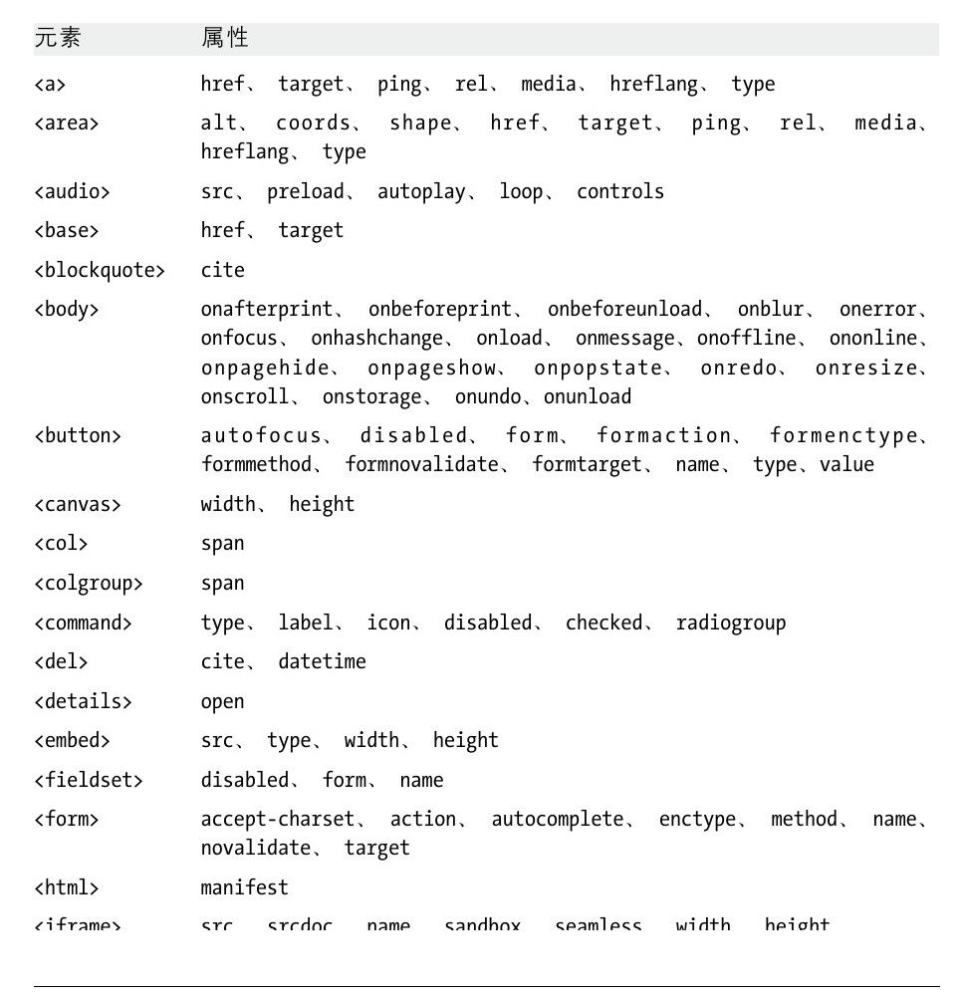 元素 属性
<a> href、 target、 ping、 rel、 media、 hreflang、 type
<area> alt、 coords、 shape、 href、 target、 ping、 rel、 media、
hreflang、 type
<audio> src、 preload、 autoplay、 loop、 controls
<base> href、 target
<blockquote> cite
<body> onafterprint、 onbeforeprint、 onbeforeunload、 onblur、 onerror、
onfocus、 onhashchange、 onload、 onmessage、onoffline、 ononline、
onpagehide、 onpageshow、 onpopstate、 onredo、 onresize、
onscroll、 onstorage、 onundo、onunload
<button> autofocus、 disabled、 form、 formaction、 formenctype、
formmethod、 formnovalidate、 formtarget、 name、 type、value
<canvas> width、 height
<col> span
<colgroup> span
<command> type、 label、 icon、 disabled、 checked、 radiogroup
<del> cite、 datetime
<details> open
<embed> src、 type、 width、 height
<fieldset> disabled、 form、 name
<form> accept-charset、 action、 autocomplete、 enctype、 method、 name、
novalidate、 target
<html> manifest
<iframe> src srcdoc name sandbox seamless width height